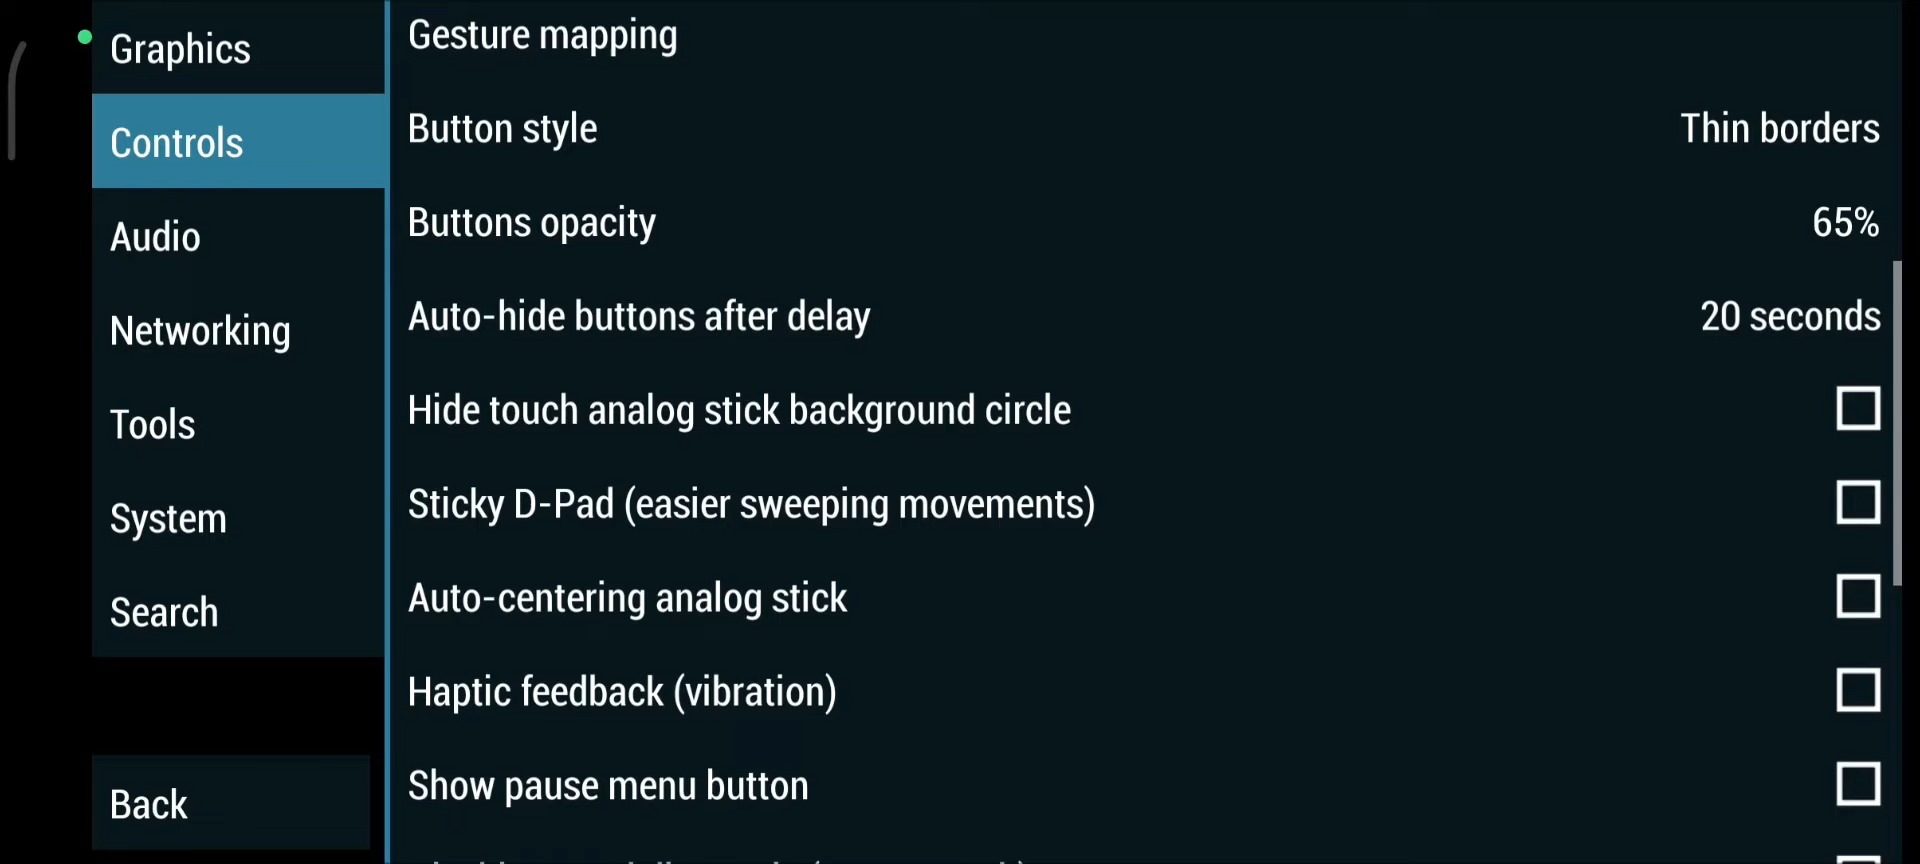 Graphics
Controls
Audio
Networking
Tools
System
Search
Back
Gesture mapping
Button style
Thin borders
Buttons opacity
65%
Auto-hide buttons after delay
20 seconds
Hide touch analog stick background circle
Sticky D-Pad (easier sweeping movements)
Auto-centering analog stick
Haptic feedback (vibration)
Show pause menu button